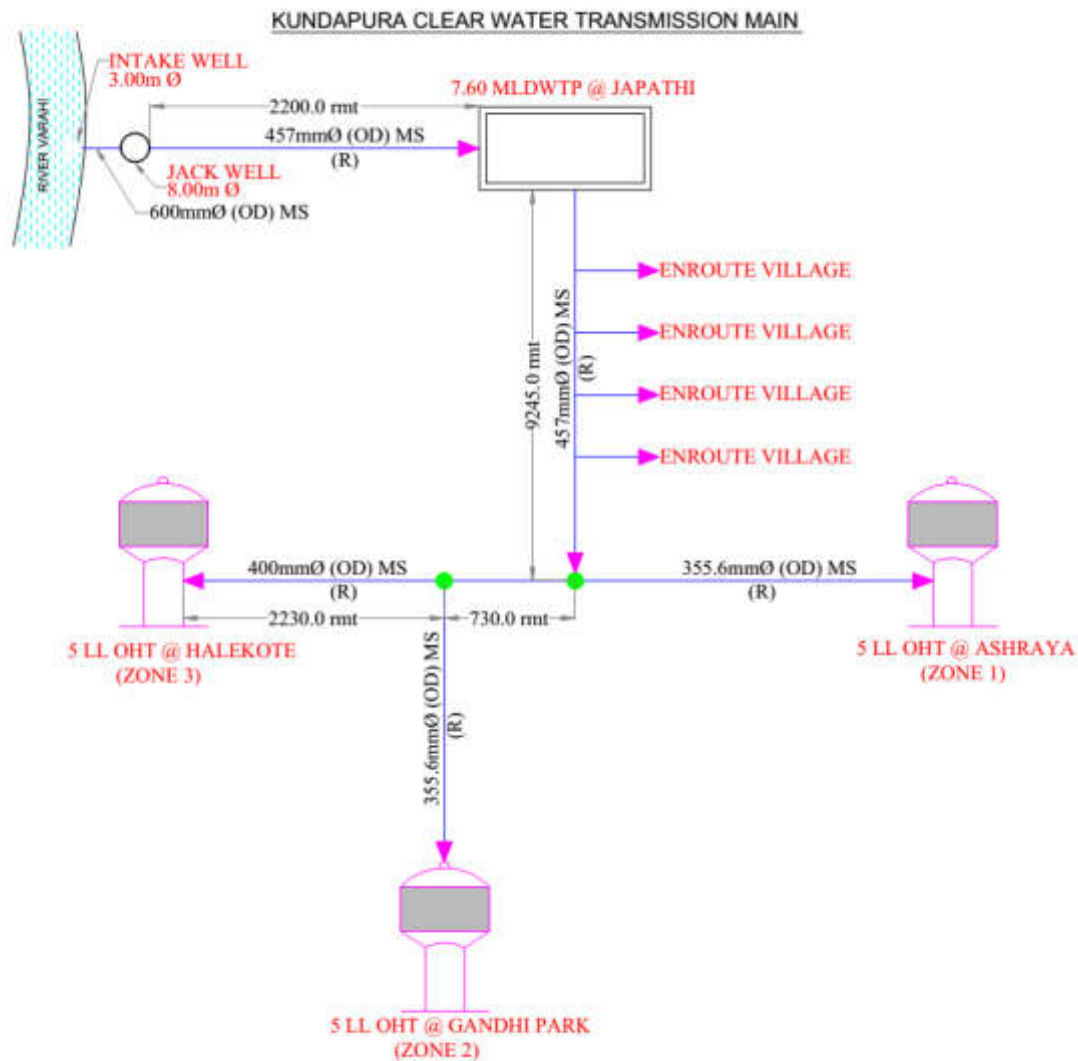 KUNDAPURA CLEAR WATER TRANSMISSION MAIN
INTAKE WELL
3.00m Ø
RIVER VARAHI
2200.0 rmt
457mmØ (OD) MS
(R)
JACK WELL
8.00m Ø
600mmØ (OD) MS
7.60 MLDWTP @ JAPATHI
9245.0 rmt
457mmØ (OD) MS
(R)
ENROUTE VILLAGE
ENROUTE VILLAGE
ENROUTE VILLAGE
ENROUTE VILLAGE
400mmØ (OD) MS
(R)
2230.0 rmt
730.0 rmt
355.6mmØ (OD) MS
(R)
5 LL OHT @ HALEKOTE
(ZONE 3)
5 LL OHT @ ASHRAYA
(ZONE 1)
355.6mmØ (OD) MS
(R)
5 LL OHT @ GANDHI PARK
(ZONE 2)